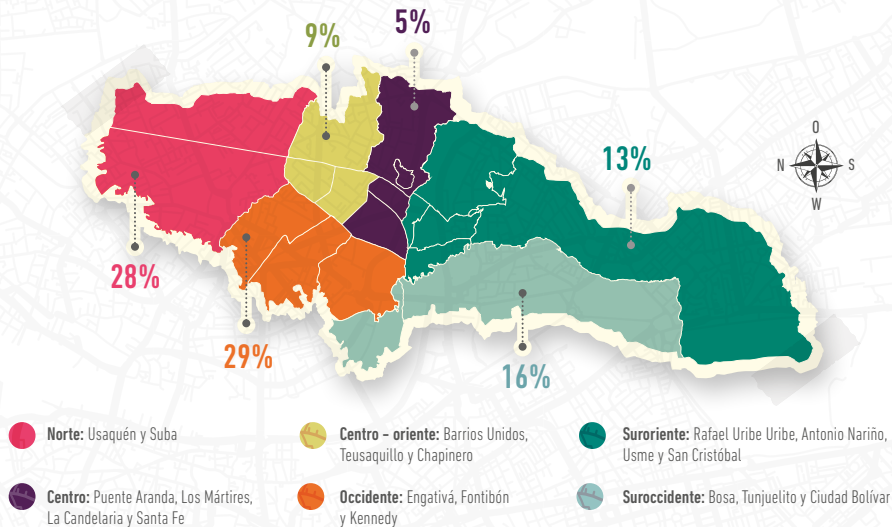 9%
5%
13%
O
N
S
W
28%
29%
16%
Norte: Usaquén y Suba
Centro - oriente: Barrios Unidos,
Teusaquillo y Chapinero
Suroriente: Rafael Uribe Uribe, Antonio Nariño,
Usme y San Cristóbal
Centro: Puente Aranda, Los Mártires,
La Candelaria y Santa Fe
Occidente: Engativá, Fontibón
y Kennedy
Suroccidente: Bosa, Tunjuelito y Ciudad Bolívar